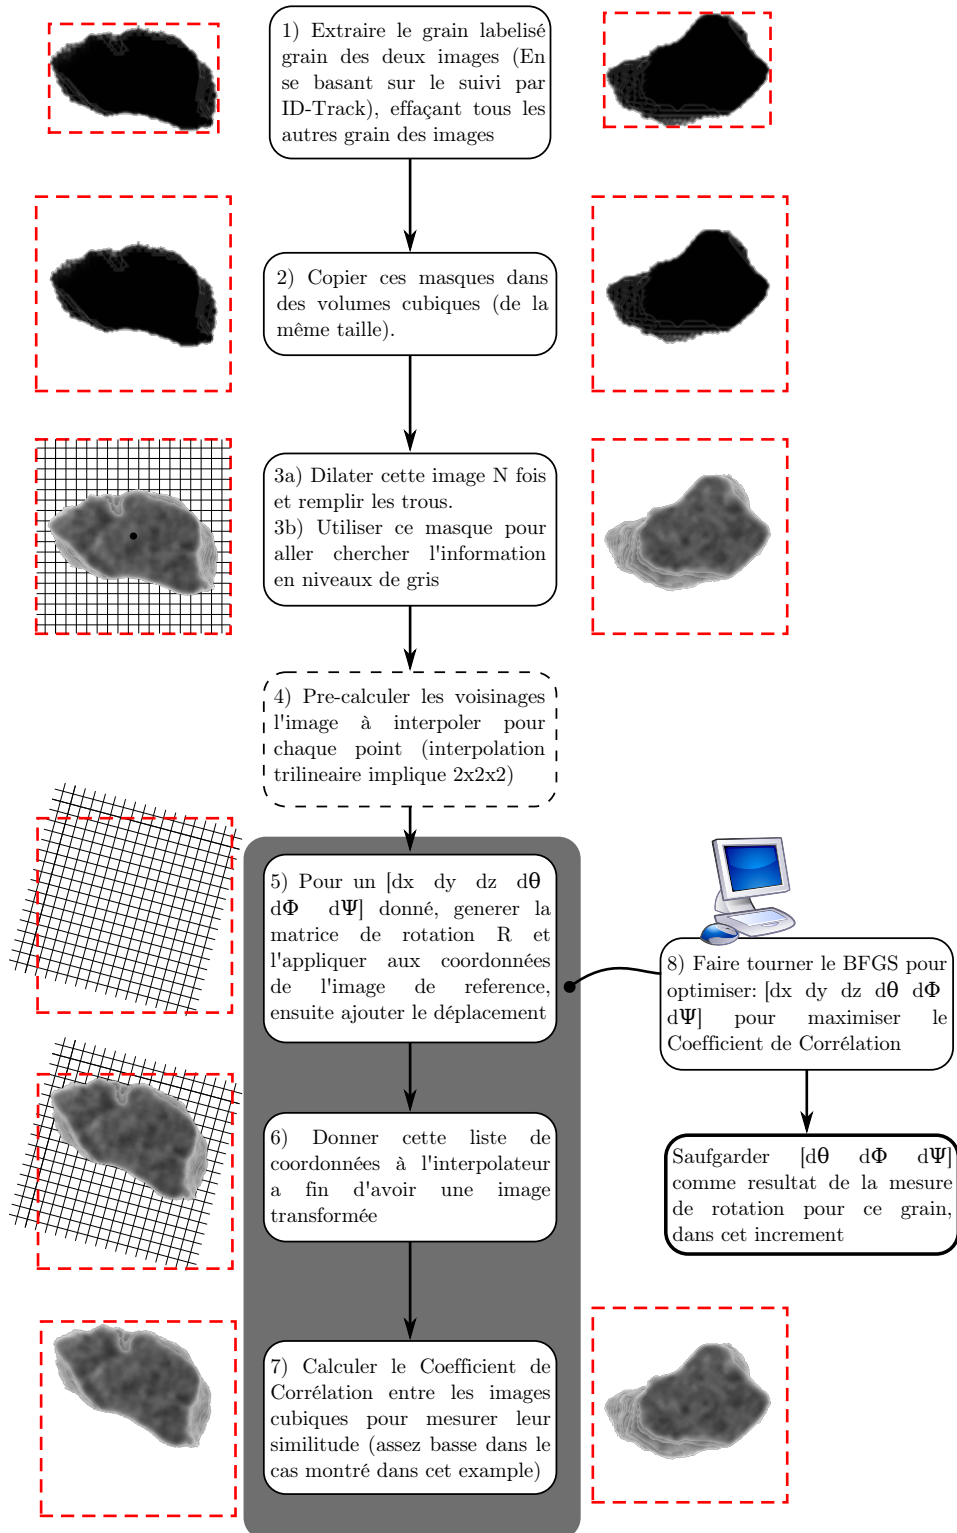 1) Extraire le grain labelisé
grain des deux images (En
se basant sur le suivi par
ID-Track), effaçant tous les
autres grain des images
2) Copier ces masques dans
des volumes cubiques (de la
même taille).
3a) Dilater cette image N fois
et remplir les trous.
3b) Utiliser ce masque pour
aller chercher l'information
en niveaux de gris
4) Pre-calculer les voisinages
l'image à interpoler pour
chaque point (interpolation
trilineaire implique 2x2x2)
5) Pour un [dx dy dz dθ
dΦ dΨ] donné, generer la
matrice de rotation R et
l'appliquer aux coordonnées
de l'image de reference,
ensuite ajouter le déplacement
8) Faire tourner le BFGS pour
optimiser: [dx dy dz dθ dΦ
dΨ] pour maximiser le
Coefficient de Corrélation
6) Donner cette liste de
coordonnées à l'interpolateur
a fin d'avoir une image
transformée
Saufgarder [dθ dΦ dΨ]
comme resultat de la mesure
de rotation pour ce grain,
dans cet increment
7) Calculer le Coefficient de
Corrélation entre les images
cubiques pour mesurer leur
similitude (assez basse dans le
cas montré dans cet example)